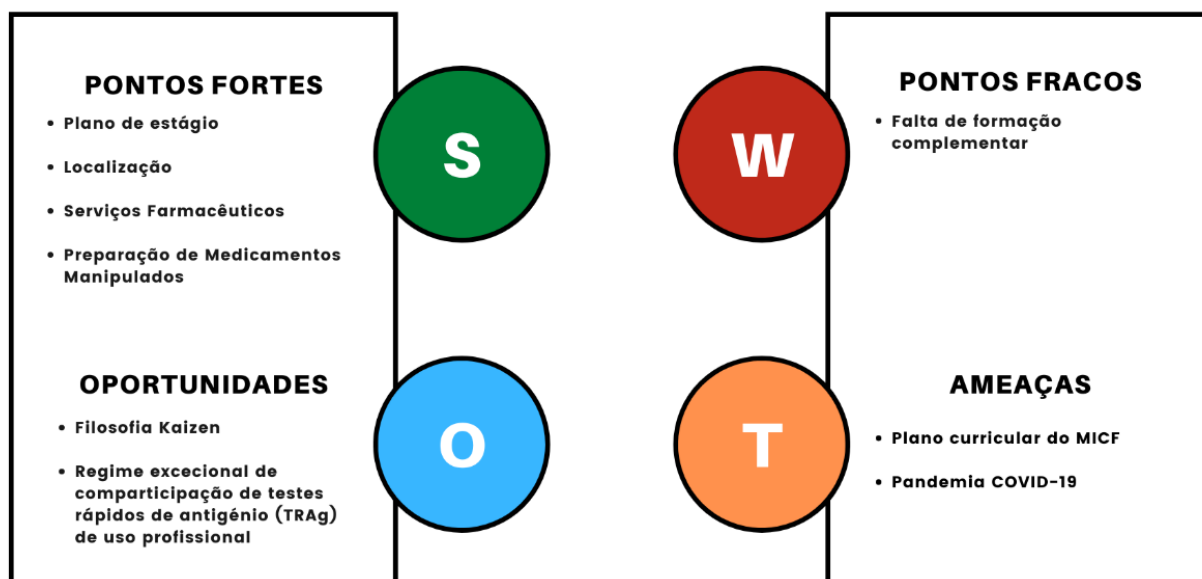 PONTOS FORTES
• Plano de estágio
• Localização
• Serviços Farmacêuticos
• Preparação de Medicamentos
Manipulados
S
W
PONTOS FRACOS
• Falta de formação
complementar
OPORTUNIDADES
• Filosofia Kaizen
• Regime excecional de
comparticipação de testes
rápidos de antigénio (TRAg)
de uso profissional
O
T
AMEAÇAS
• Plano curricular do MICF
• Pandemia COVID-19